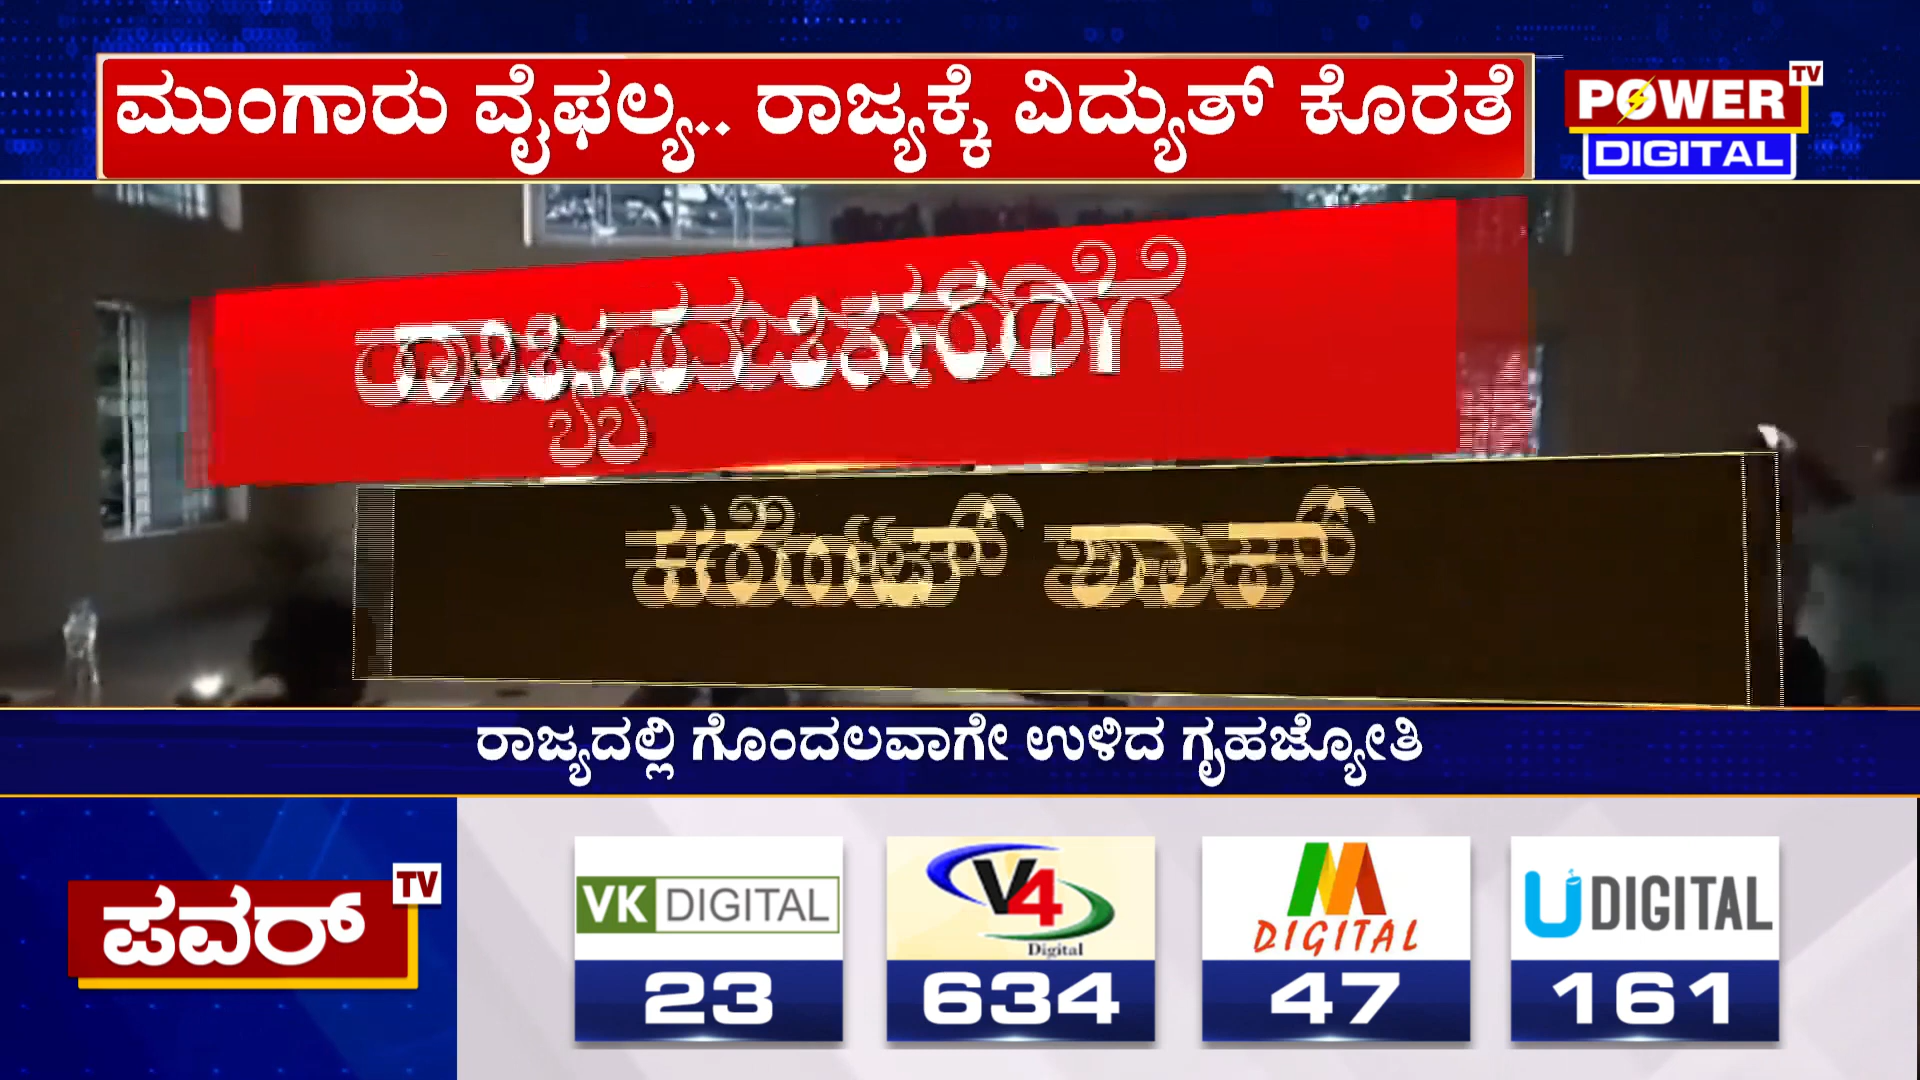 ಮುಂಗಾರು ವೈಫಲ್ಯ.. ರಾಜ್ಯಕ್ಕೆ ವಿದ್ಯುತ್ ಕೊರತೆ
POWER TV
DIGITAL
ಕರೆಂಟ್ ಶಾಕ್
ರಾಜ್ಯದಲ್ಲಿ ಗೊಂದಲವಾಗೇ ಉಳಿದ ಗೃಹಜ್ಯೋತಿ
ಪವರ್ TV
VK DIGITAL
V4 Digital
M DIGITAL
U DIGITAL
23
634
47
161